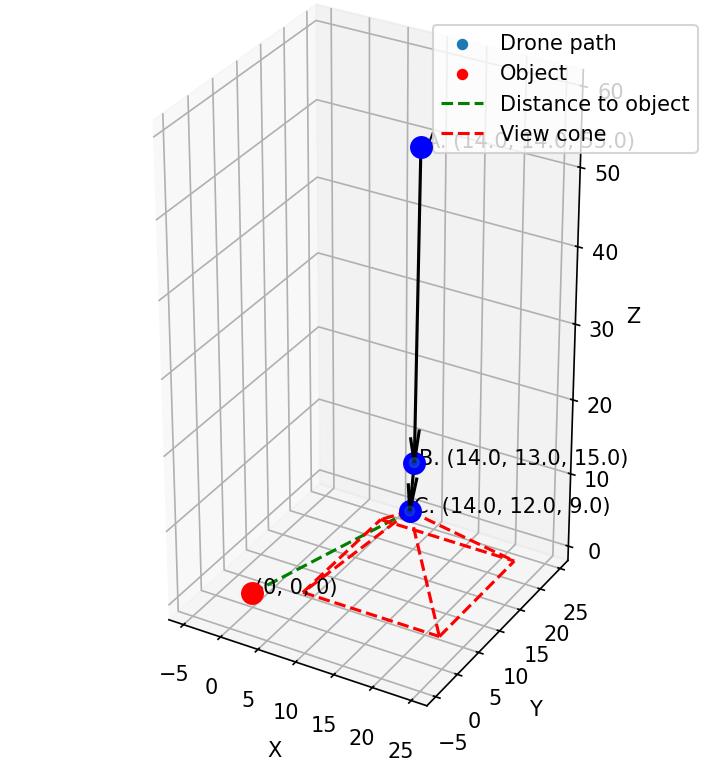 Drone path
Object
Distance to object
View cone
A. (14.0, 14.0, 55.0)
B. (14.0, 13.0, 15.0)
C. (14.0, 12.0, 9.0)
(0, 0, 0)
60
50
40
30
20
10
0
Z
−5
0
5
10
15
20
25
X
25
20
15
10
5
0
−5
Y